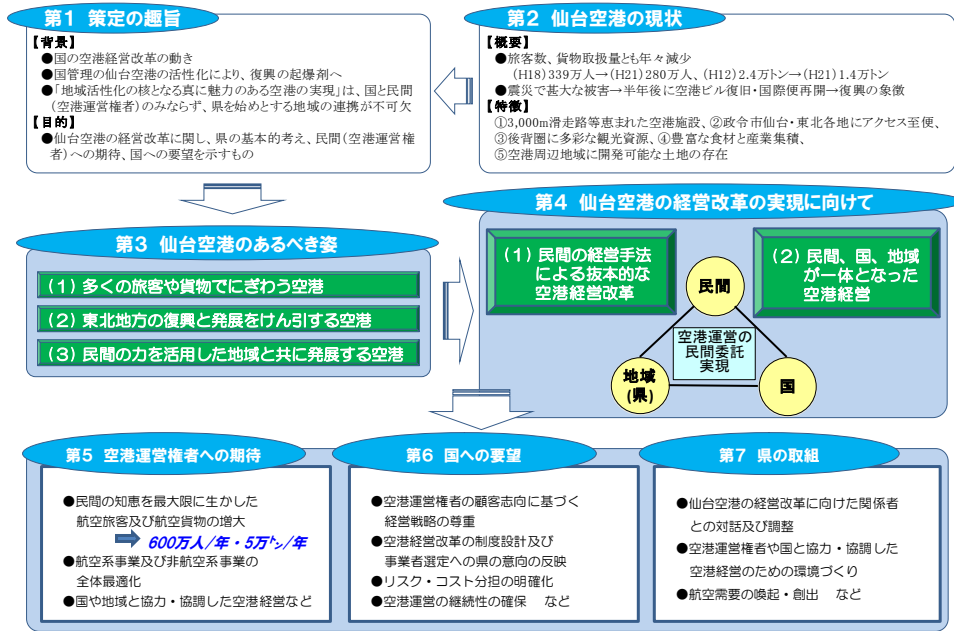 第1 策定の趣旨
【背景】
●国の空港経営改革の動き
●国管理の仙台空港の活性化により、復興の起爆剤へ
●「地域活性化の核となる真に魅力のある空港の実現」は、国と民間
(空港運営権者)のみならず、県を始めとする地域の連携が不可欠
【目的】
●仙台空港の経営改革に関し、県の基本的考え、民間(空港運営権
者)への期待、国への要望を示すもの
第2 仙台空港の現状
【概要】
●旅客数、貨物取扱量とも年々減少
(H18)339万人→(H21)280万人、(H12)2.4万トン→(H21)1.4万トン
●震災で甚大な被害→半年後に空港ビル復旧・国際便再開→復興の象徴
【特徴】
①3,000m滑走路等恵まれた空港施設、②政令市仙台・東北各地にアクセス至便、
③後背圏に多彩な観光資源、④豊富な食材と産業集積、
⑤空港周辺地域に開発可能な土地の存在
第3 仙台空港のあるべき姿
(1)多くの旅客や貨物でにぎわう空港
(2)東北地方の復興と発展をけん引する空港
(3)民間の力を活用した地域と共に発展する空港
第4 仙台空港の経営改革の実現に向けて
(1)民間の経営手法
による抜本的な
空港経営改革
(2)民間、国、地域
が一体となった
空港経営
民間
空港運営の
民間委託
実現
地域
(県)
国
第5 空港運営権者への期待
●民間の知恵を最大限に生かした
航空旅客及び航空貨物の増大
600万人/年・5万トン/年
●航空系事業及び非航空系事業の
全体最適化
●国や地域と協力・協調した空港経営など
第6 国への要望
●空港運営権者の顧客志向に基づく
経営戦略の尊重
●空港経営改革の制度設計及び
事業者選定への県の意向の反映
●リスク・コスト分担の明確化
●空港運営の継続性の確保 など
第7 県の取組
●仙台空港の経営改革に向けた関係者
との対話及び調整
●空港運営権者や国と協力・協調した
空港経営のための環境づくり
●航空需要の喚起・創出 など